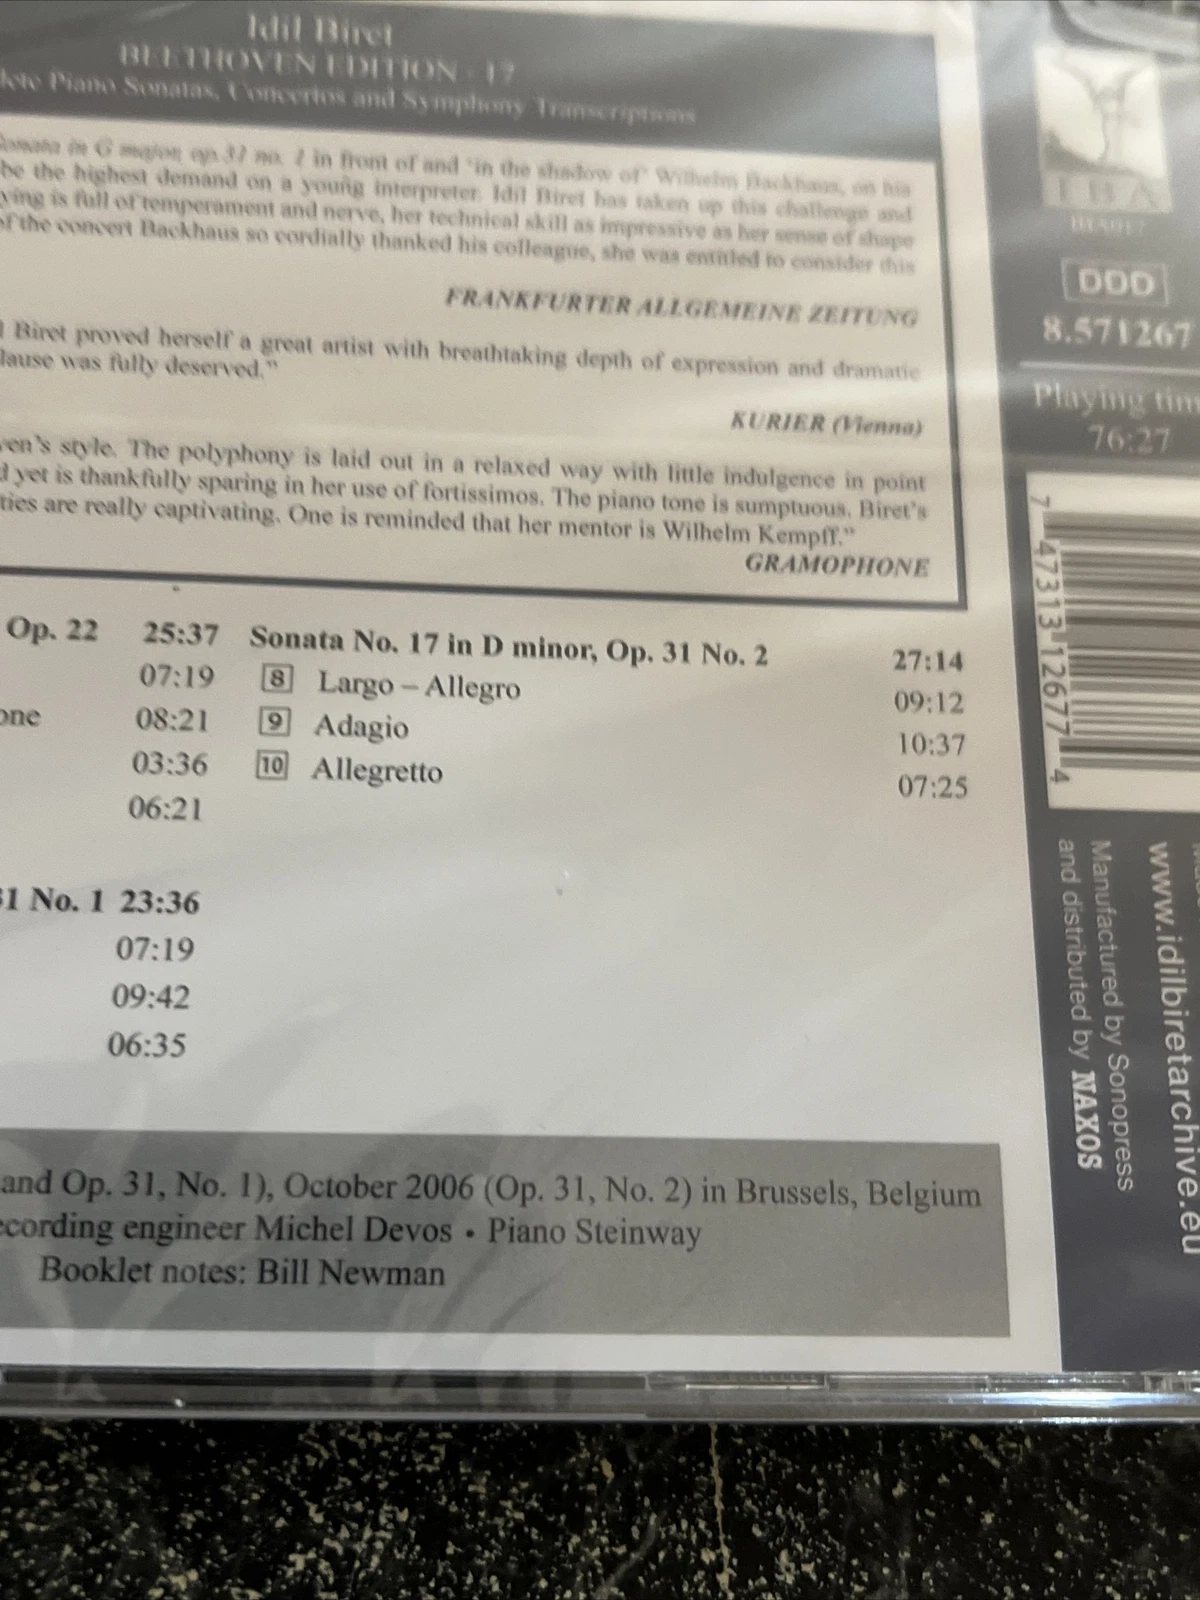 Idil Biret
BEETHOVEN EDITION - 17
Piano Sonatas, Concertos and Symphony Transcriptions
Sonata in G major, op.31 no. 1 in front of and "in the shadow of" Wilhelm Backhaus, on his
be the highest demand on a young interpreter. Idil Biret has taken up this challenge and
ying is full of temperament and nerve, her technical skill as impressive as her sense of shape
of the concert Backhaus so cordially thanked his colleague, she was entitled to consider this
FRANKFURTER ALLGEMEINE ZEITUNG
l Biret proved herself a great artist with breathtaking depth of expression and dramatic
lause was fully deserved."
KURIER (Vienna)
ven's style. The polyphony is laid out in a relaxed way with little indulgence in point
d yet is thankfully sparing in her use of fortissimos. The piano tone is sumptuous. Biret's
ties are really captivating. One is reminded that her mentor is Wilhelm Kempff."
GRAMOPHONE
Op. 22 25:37
07:19
one 08:21
03:36
06:21
31 No. 1 23:36
07:19
09:42
06:35
Sonata No. 17 in D minor, Op. 31 No. 2 27:14
8 Largo – Allegro 09:12
9 Adagio 10:37
10 Allegretto 07:25
and Op. 31, No. 1), October 2006 (Op. 31, No. 2) in Brussels, Belgium
ecording engineer Michel Devos • Piano Steinway
Booklet notes: Bill Newman
IBA
DDD
8.571267
Playing tim
76:27
7 47313 12677 4
www.idilbiretarchive.eu
Manufactured by Sonopress
and distributed by NAXOS